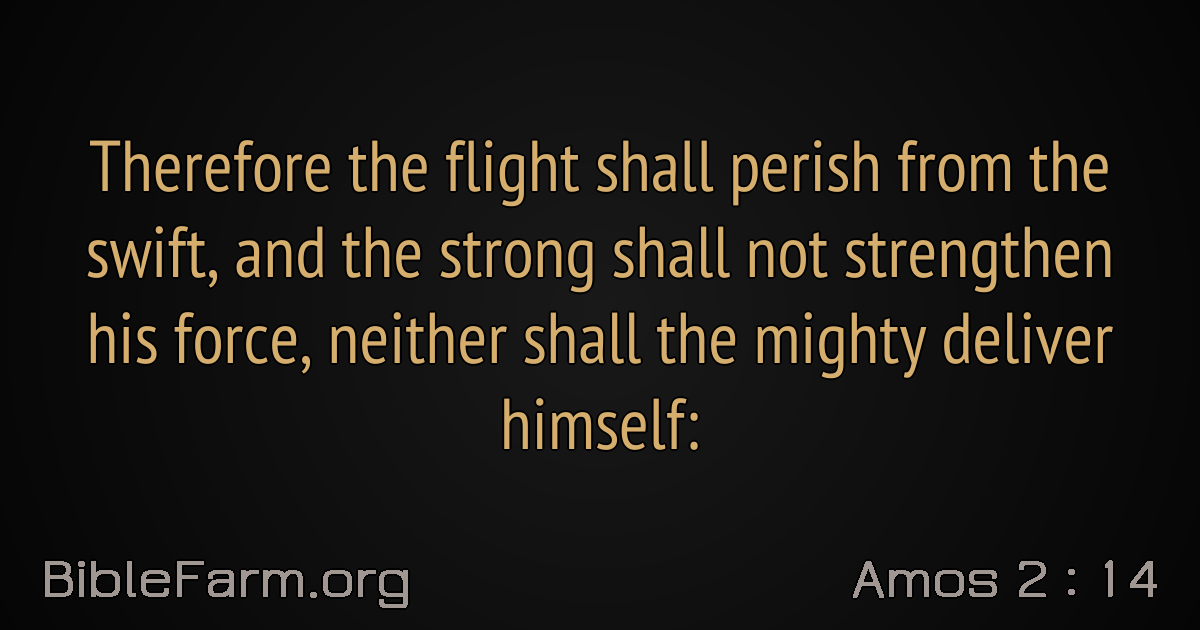 Therefore the flight shall perish from the
swift, and the strong shall not strengthen
his force, neither shall the mighty deliver
himself:
BibleFarm.org
Amos 2 : 14